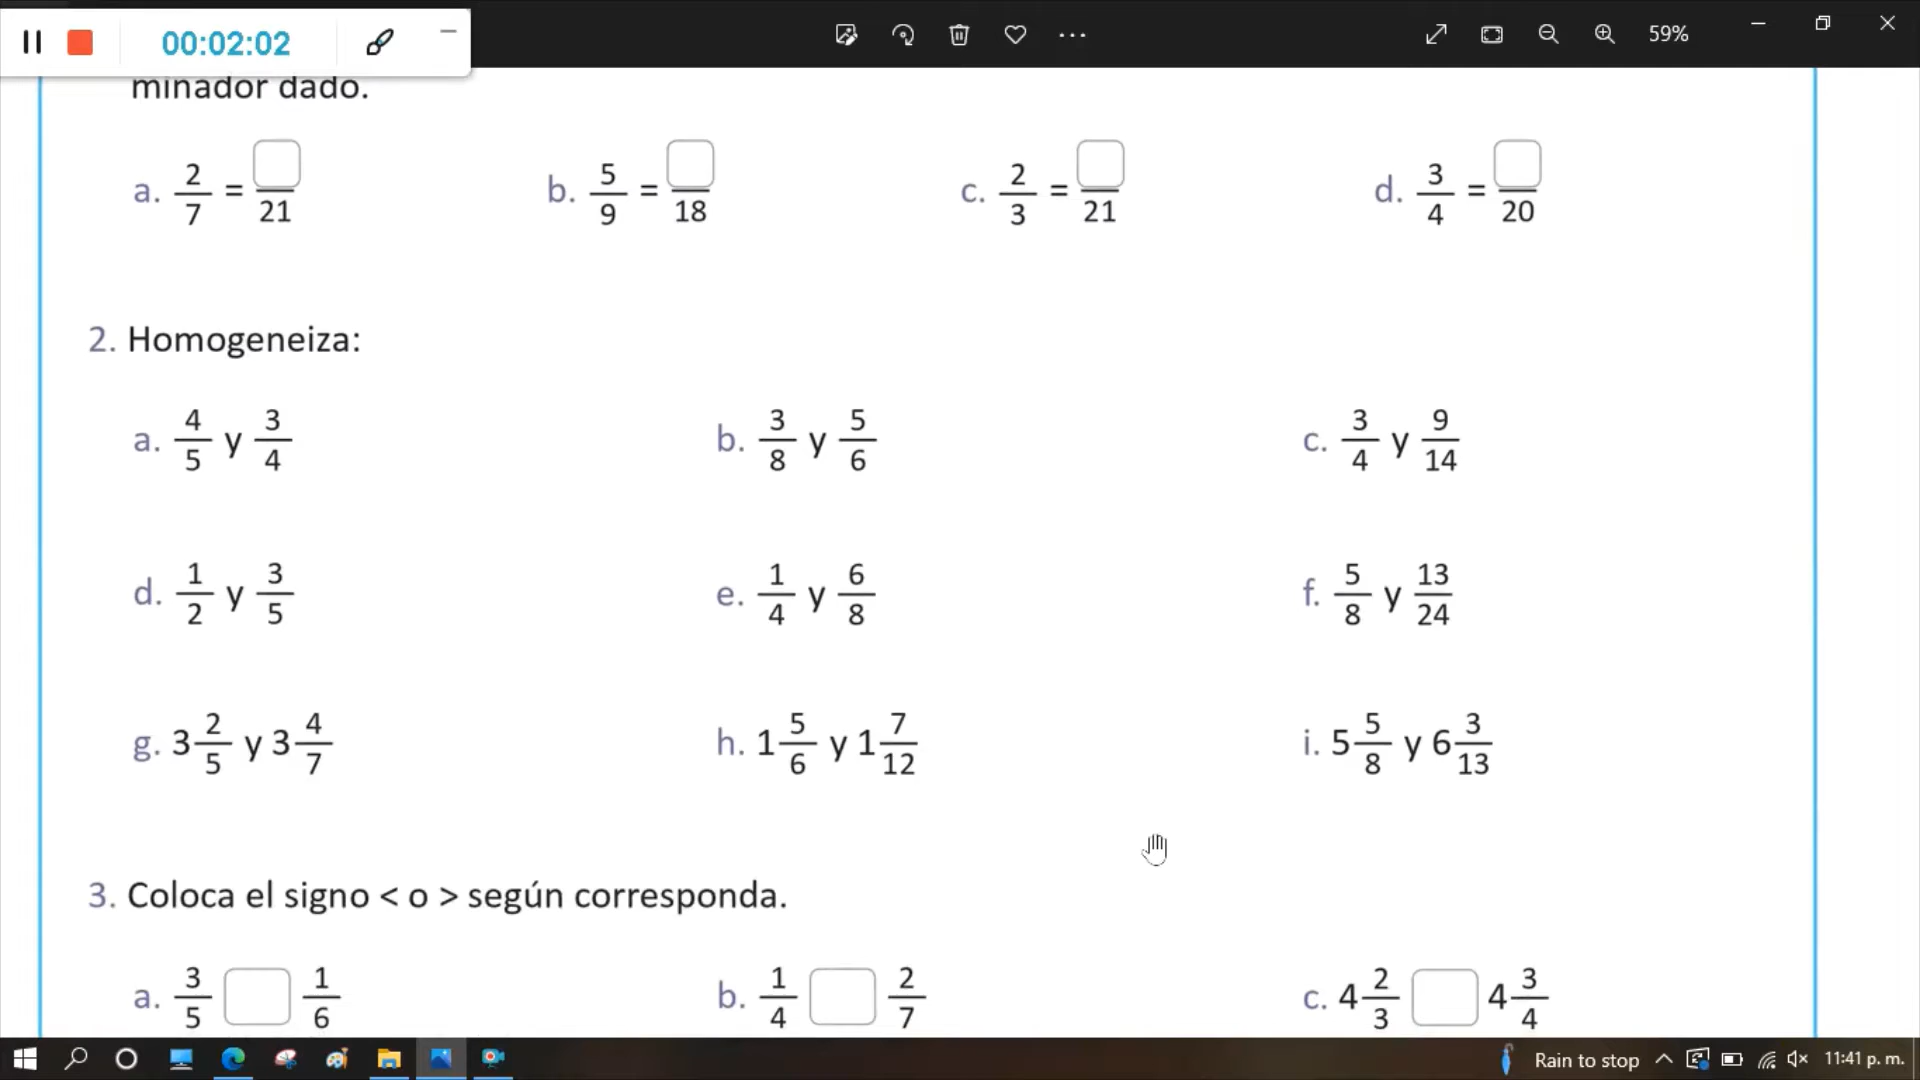 00:02:02
59%
minador dado.
a. 2/7 = □/21 b. 5/9 = □/18 c. 2/3 = □/21 d. 3/4 = □/20
2. Homogeneiza:
a. 4/5 y 3/4 b. 3/8 y 5/6 c. 3/4 y 9/14
d. 1/2 y 3/5 e. 1/4 y 6/8 f. 5/8 y 13/24
g. 3 2/5 y 3 4/7 h. 1 5/6 y 1 7/12 i. 5 5/8 y 6 3/13
3. Coloca el signo < o > según corresponda.
a. 3/5 □ 1/6 b. 1/4 □ 2/7 c. 4 2/3 □ 4 3/4
Rain to stop
11:41 p. m.